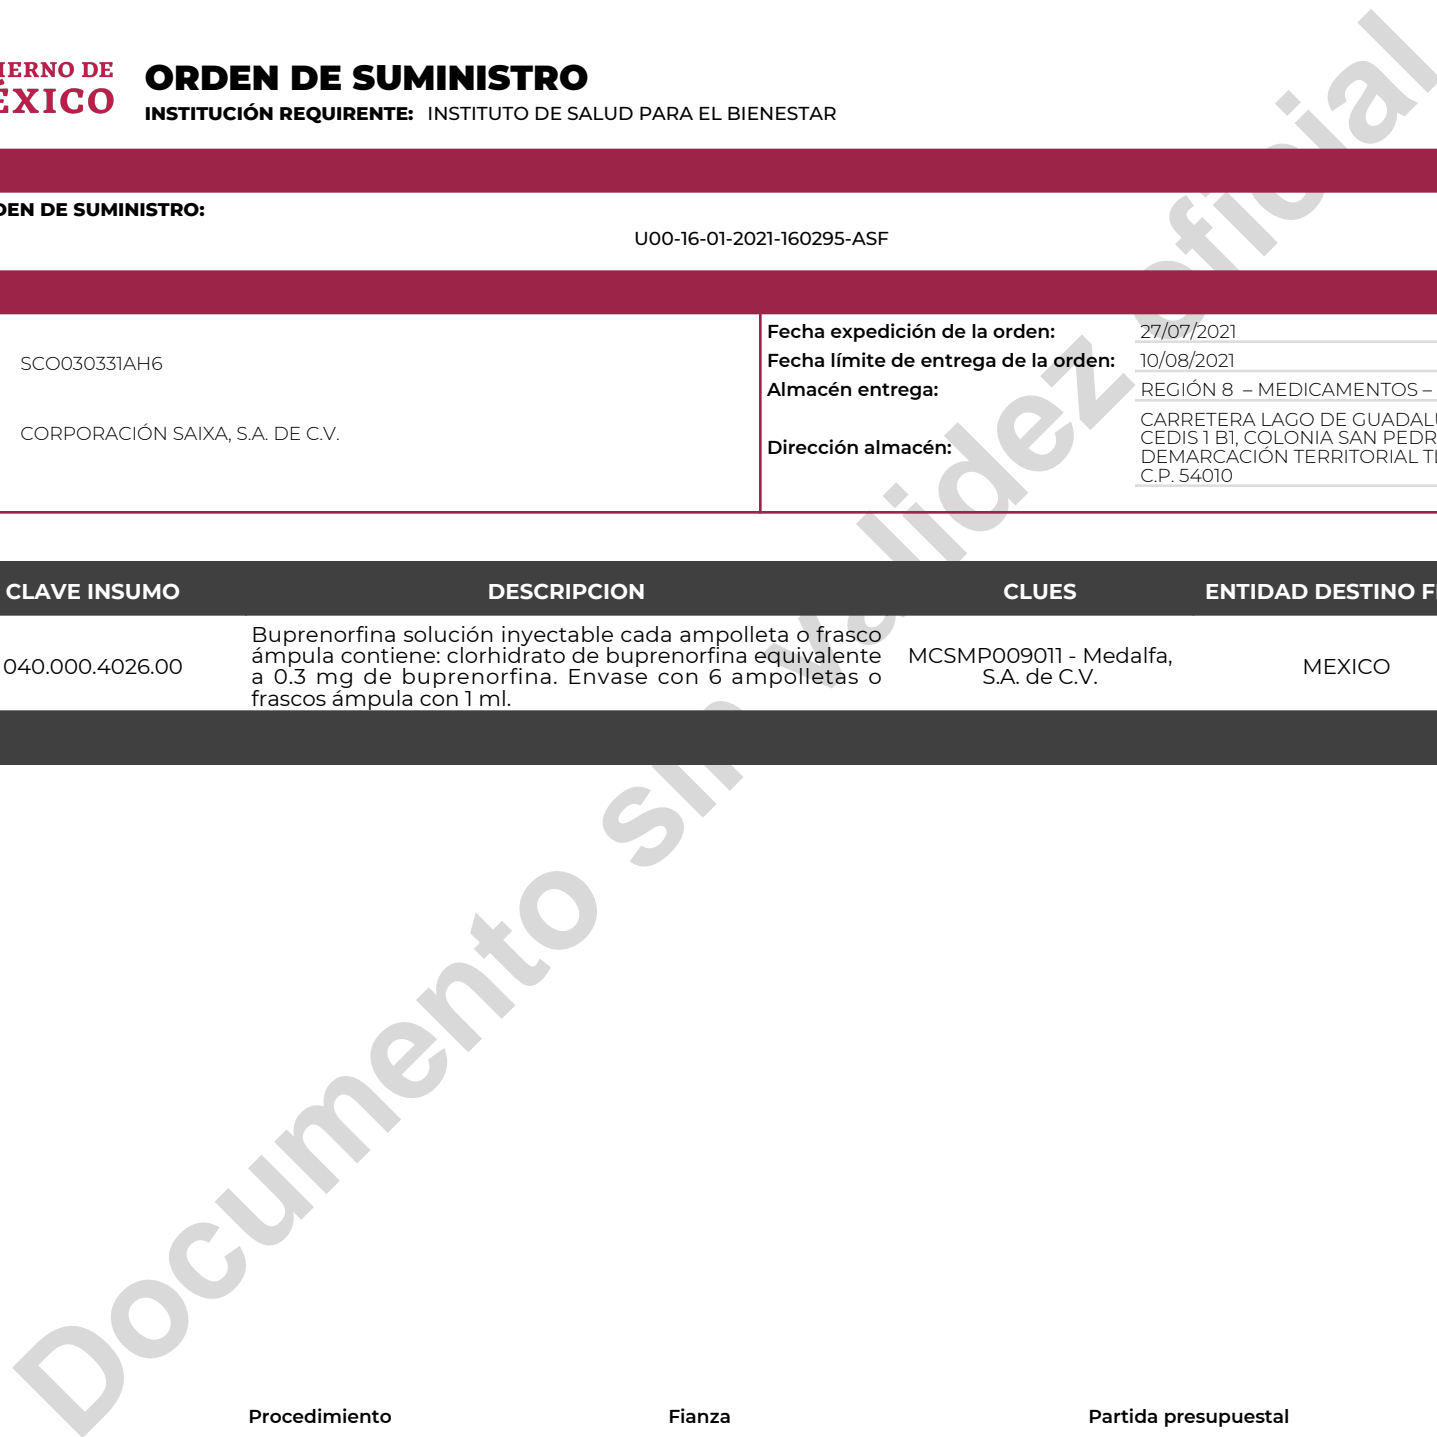 IERNO DE
ÉXICO
ORDEN DE SUMINISTRO
INSTITUCIÓN REQUIRENTE: INSTITUTO DE SALUD PARA EL BIENESTAR
DEN DE SUMINISTRO:
U00-16-01-2021-160295-ASF
SCO030331AH6
CORPORACIÓN SAIXA, S.A. DE C.V.
Fecha expedición de la orden: 27/07/2021
Fecha límite de entrega de la orden: 10/08/2021
Almacén entrega: REGIÓN 8 – MEDICAMENTOS –
Dirección almacén:
CARRETERA LAGO DE GUADALU
CEDIS 1 B1, COLONIA SAN PEDR
DEMARCACIÓN TERRITORIAL TL
C.P. 54010
CLAVE INSUMO DESCRIPCION CLUES ENTIDAD DESTINO FI
040.000.4026.00
Buprenorfina solución inyectable cada ampolleta o frasco
ámpula contiene: clorhidrato de buprenorfina equivalente
a 0.3 mg de buprenorfina. Envase con 6 ampolletas o
frascos ámpula con 1 ml.
MCSMP009011 - Medalfa,
S.A. de C.V.
MEXICO
Documento sin validez oficial
Procedimiento Fianza Partida presupuestal